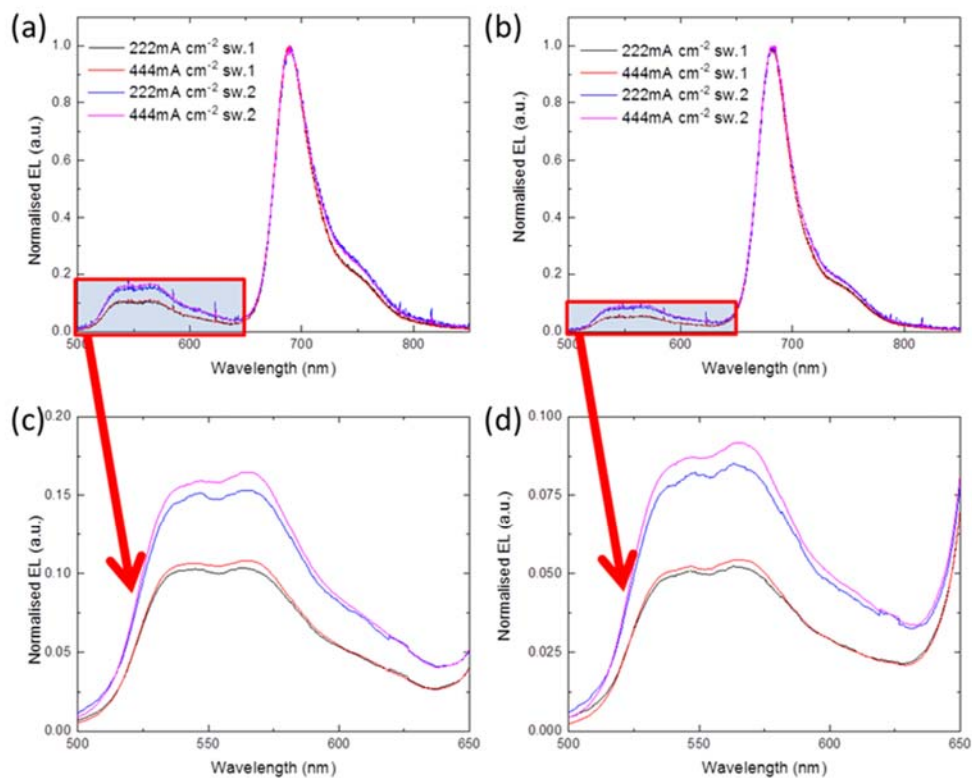 (a)
Normalised EL (a.u.)
1.0
0.8
0.6
0.4
0.2
0.0
222mA cm⁻² sw.1
444mA cm⁻² sw.1
222mA cm⁻² sw.2
444mA cm⁻² sw.2
500 600 700 800
Wavelength (nm)
(b)
Normalised EL (a.u.)
1.0
0.8
0.6
0.4
0.2
0.0
222mA cm⁻² sw.1
444mA cm⁻² sw.1
222mA cm⁻² sw.2
444mA cm⁻² sw.2
500 600 700 800
Wavelength (nm)
(c)
Normalised EL (a.u.)
0.20
0.15
0.10
0.05
0.00
500 550 600 650
Wavelength (nm)
(d)
Normalised EL (a.u.)
0.100
0.075
0.050
0.025
0.000
500 550 600 650
Wavelength (nm)